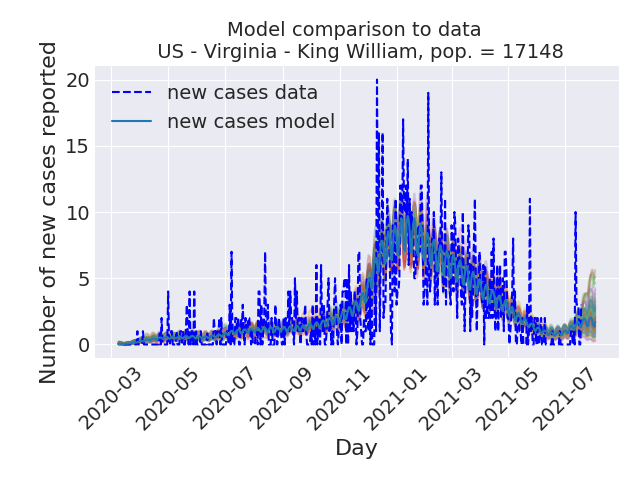 Model comparison to data
US - Virginia - King William, pop. = 17148
Number of new cases reported
20
15
10
5
0
new cases data
new cases model
2020-03
2020-05
2020-07
2020-09
2020-11
2021-01
2021-03
2021-05
2021-07
Day